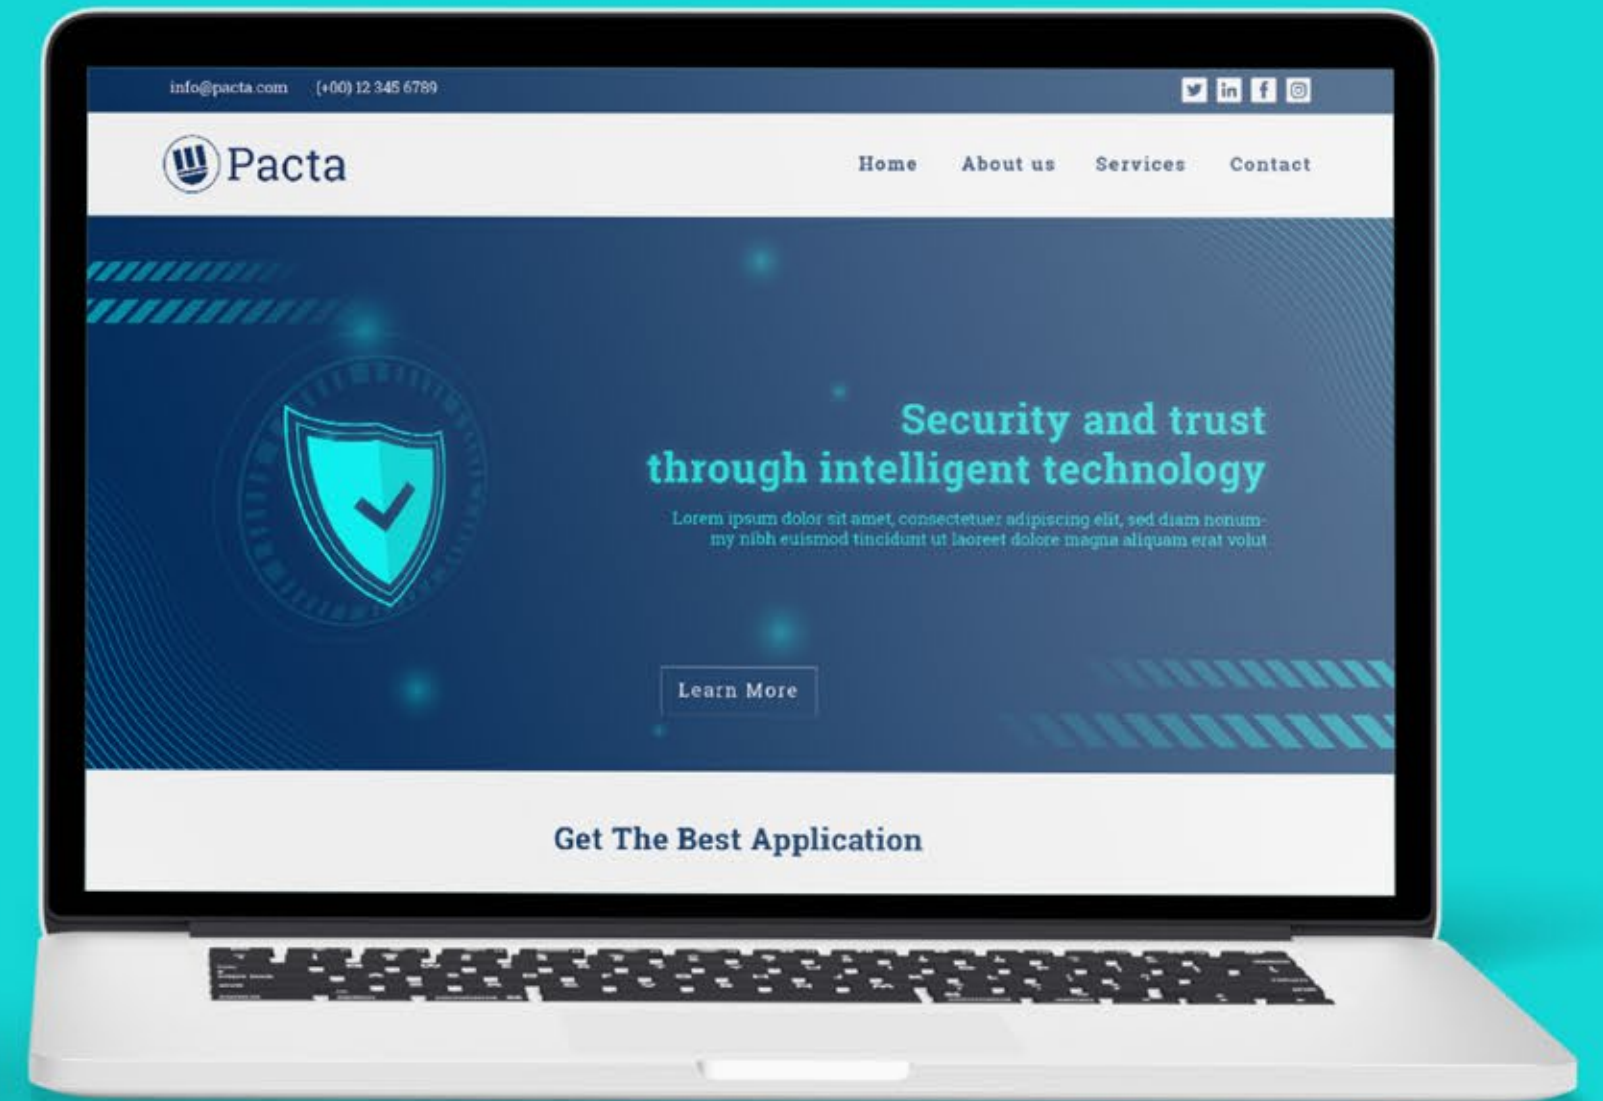 info@pacta.com (+00) 12 345 6789
Pacta
Home About us Services Contact
Security and trust
through intelligent technology
Lorem ipsum dolor sit amet, consectetuer adipiscing elit, sed diam nonum-
my nibh euismod tincidunt ut laoreet dolore magna aliquam erat volut
Learn More
Get The Best Application